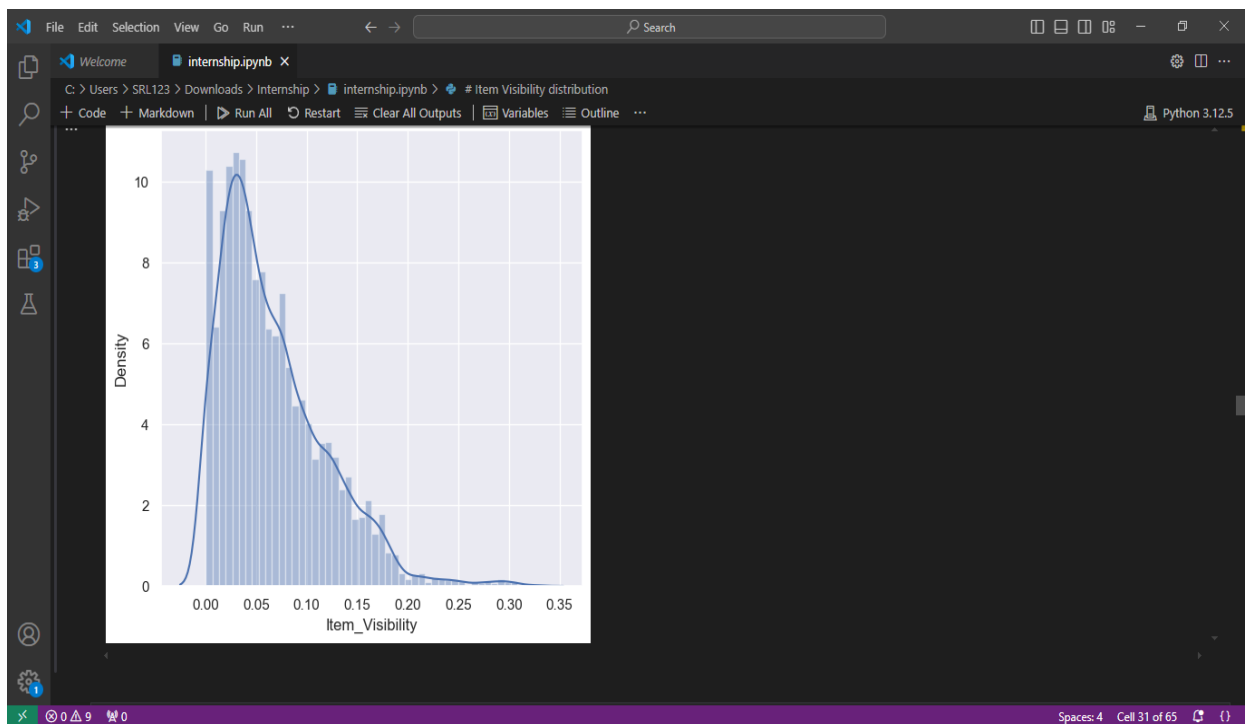 File Edit Selection View Go Run ··· Search
Welcome internship.ipynb
C: > Users > SRL123 > Downloads > Internship > internship.ipynb > # Item Visibility distribution
+ Code + Markdown | Run All Restart Clear All Outputs | Variables Outline ··· Python 3.12.5
...
10
8
6
4
2
0
Density
0.00 0.05 0.10 0.15 0.20 0.25 0.30 0.35
Item_Visibility
3
1
0 9 0 Spaces: 4 Cell 31 of 65 {}